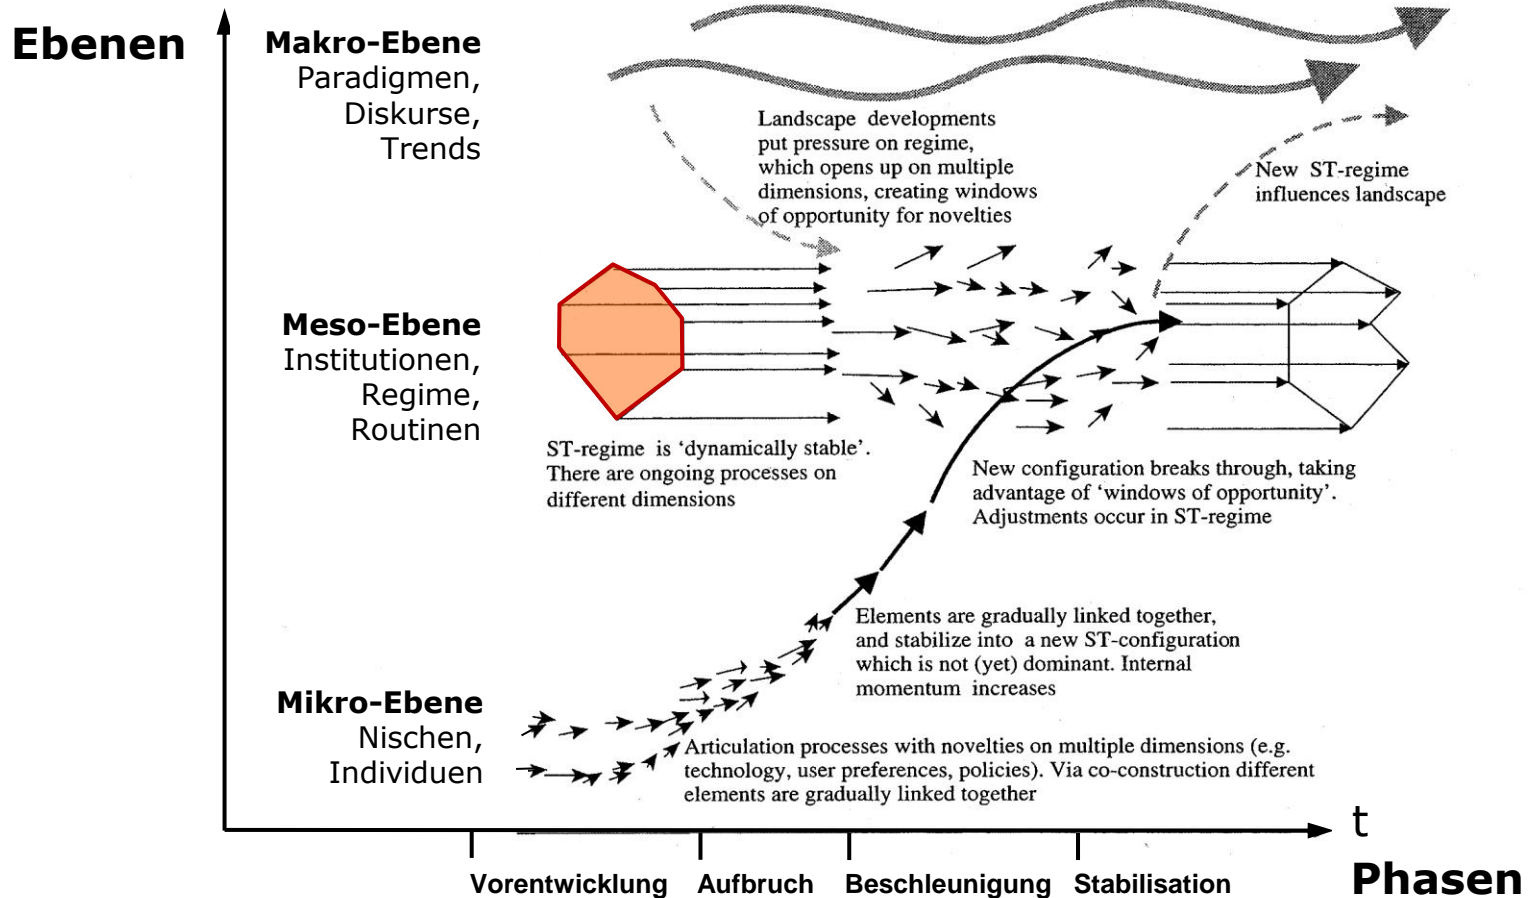 Ebenen
Makro-Ebene
Paradigmen,
Diskurse,
Trends
Landscape developments
put pressure on regime,
which opens up on multiple
dimensions, creating windows
of opportunity for novelties
New ST-regime
influences landscape
Meso-Ebene
Institutionen,
Regime,
Routinen
ST-regime is ‘dynamically stable’.
There are ongoing processes on
different dimensions
New configuration breaks through, taking
advantage of ‘windows of opportunity’.
Adjustments occur in ST-regime
Elements are gradually linked together,
and stabilize into a new ST-configuration
which is not (yet) dominant. Internal
momentum increases
Mikro-Ebene
Nischen,
Individuen
Articulation processes with novelties on multiple dimensions (e.g.
technology, user preferences, policies). Via co-construction different
elements are gradually linked together
t
Phasen
Vorentwicklung
Aufbruch
Beschleunigung
Stabilisation